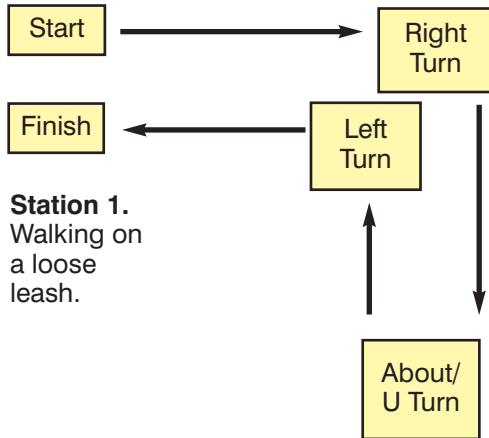 Start
Right
Turn
Finish
Left
Turn
Station 1.
Walking on
a loose
leash.
About/
U Turn